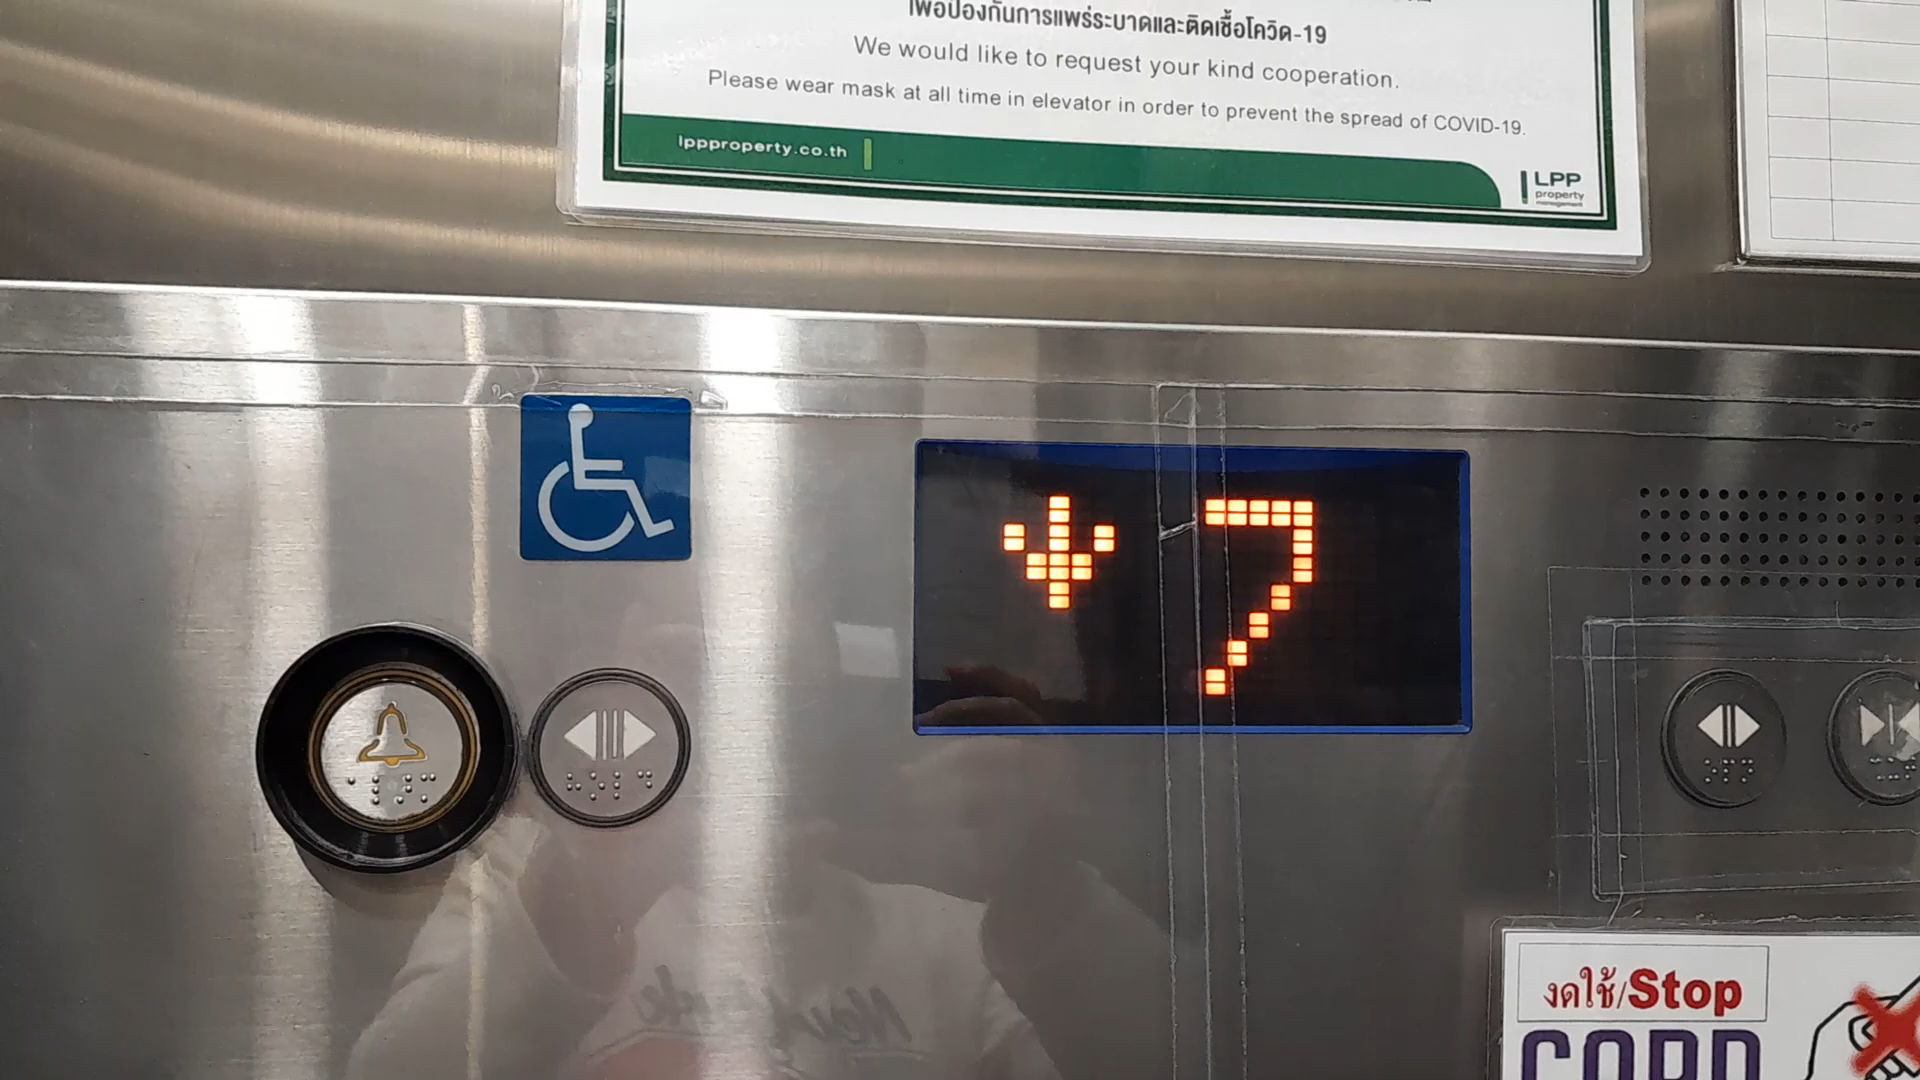 เพื่อป้องกันการแพร่ระบาดและติดเชื้อโควิด-19
We would like to request your kind cooperation.
Please wear mask at all time in elevator in order to prevent the spread of COVID-19.
lppproperty.co.th
LPP
property
management
7
งดใช้/Stop